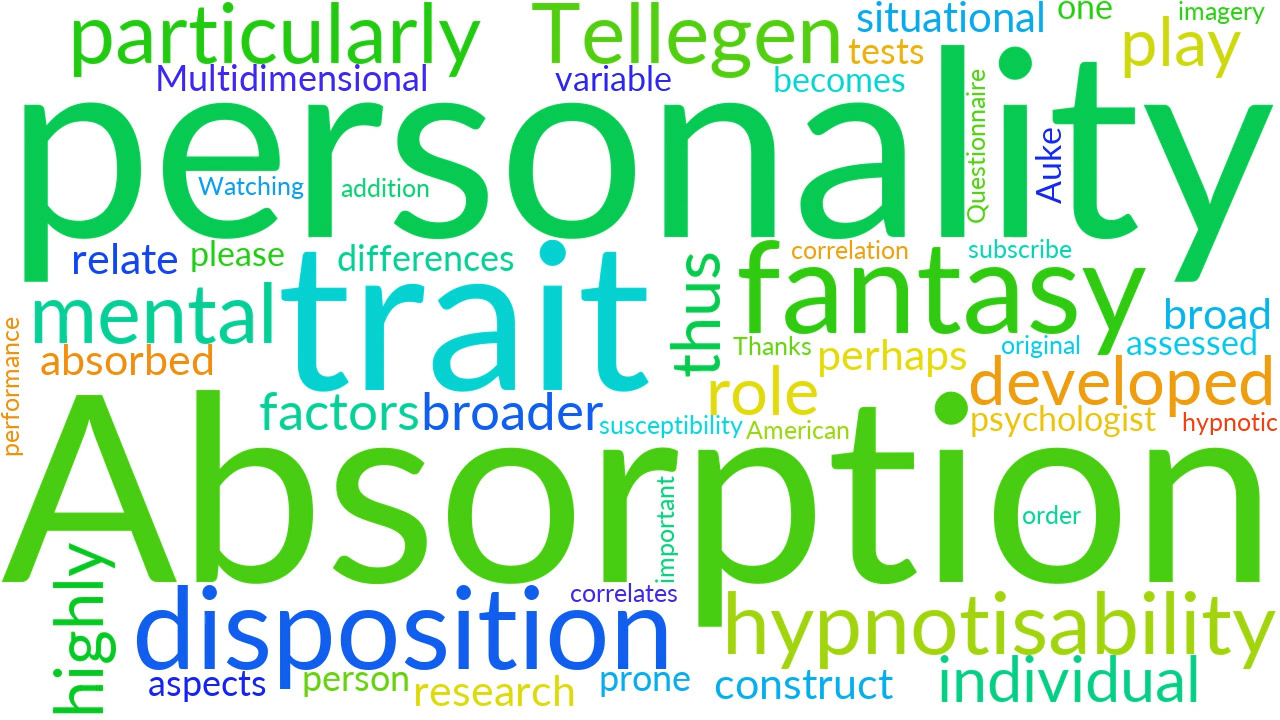 particularly
Tellegen
situational
one
imagery
tests
play
Multidimensional
variable
becomes
personality
Questionnaire
Auke
Watching
addition
relate
please
differences
correlation
subscribe
mental
trait
thus
fantasy
broad
performance
absorbed
Thanks
perhaps
original
assessed
factors
broader
role
developed
susceptibility
American
psychologist
hypnotic
Absorption
important
order
highly
disposition
correlates
hypnotisability
aspects
person
research
prone
construct
individual